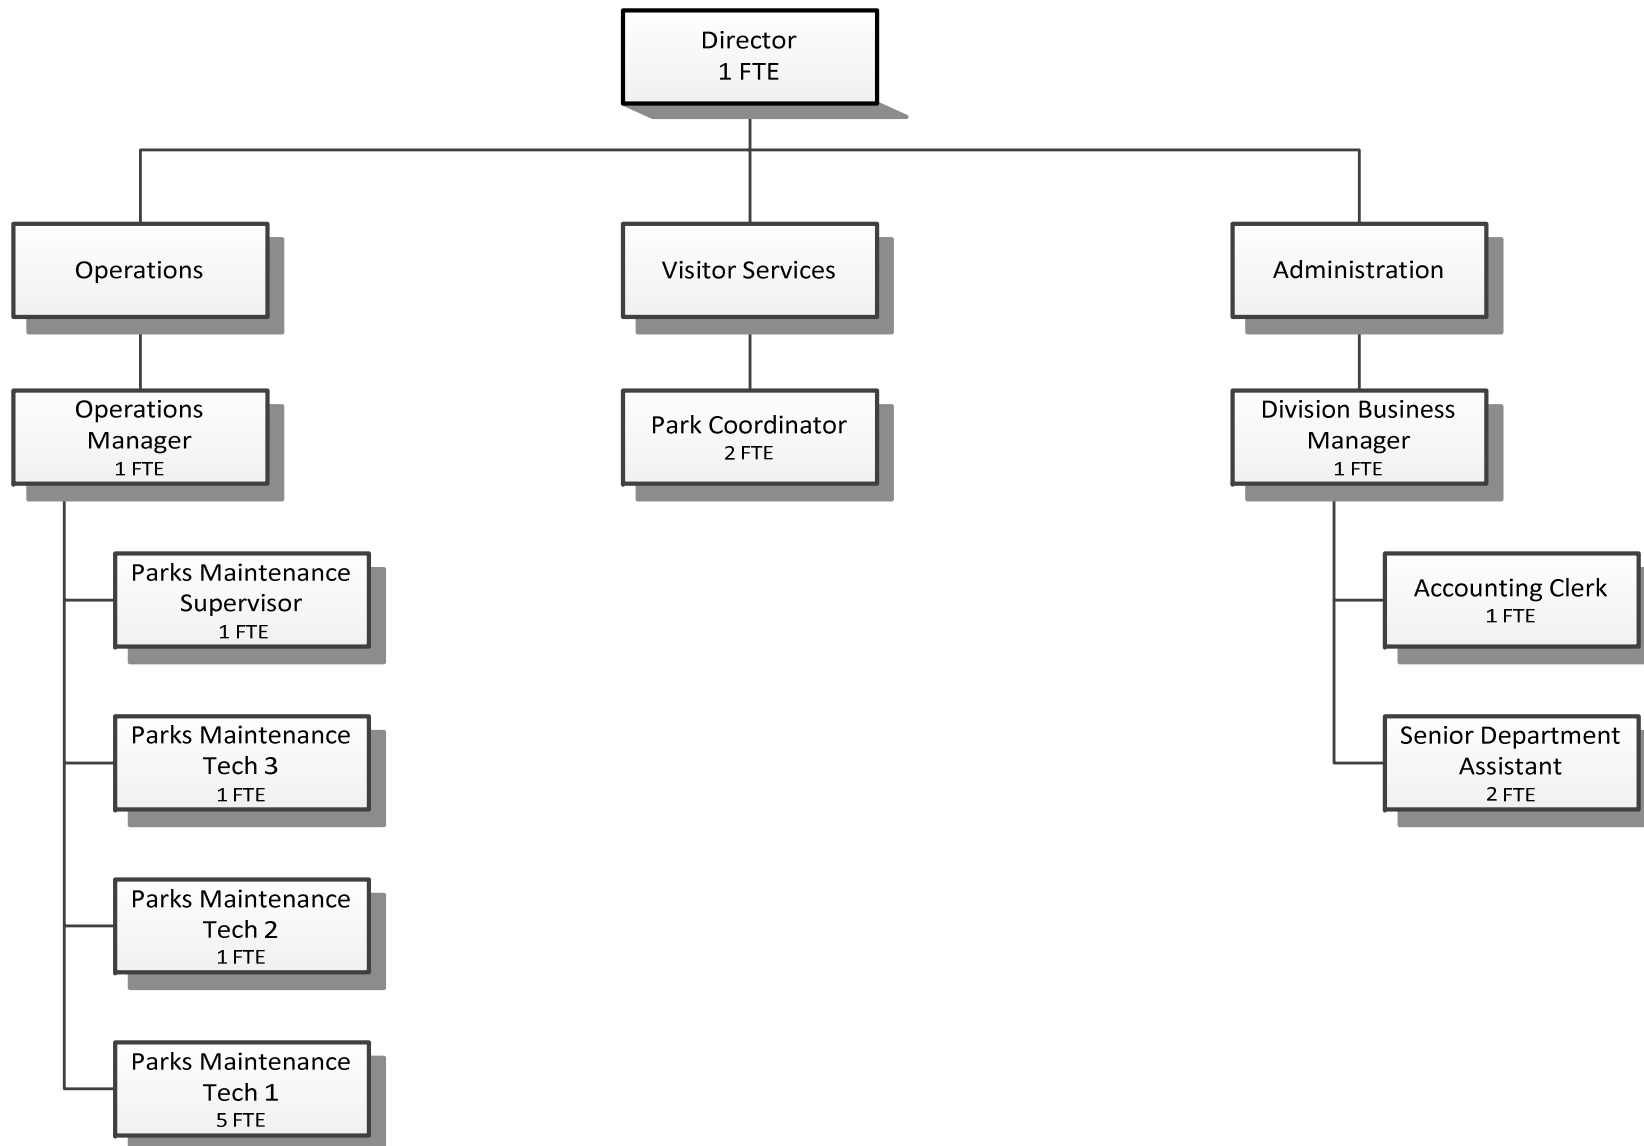 Director
1 FTE
Operations
Visitor Services
Administration
Operations
Manager
1 FTE
Park Coordinator
2 FTE
Division Business
Manager
1 FTE
Parks Maintenance
Supervisor
1 FTE
Accounting Clerk
1 FTE
Parks Maintenance
Tech 3
1 FTE
Senior Department
Assistant
2 FTE
Parks Maintenance
Tech 2
1 FTE
Parks Maintenance
Tech 1
5 FTE